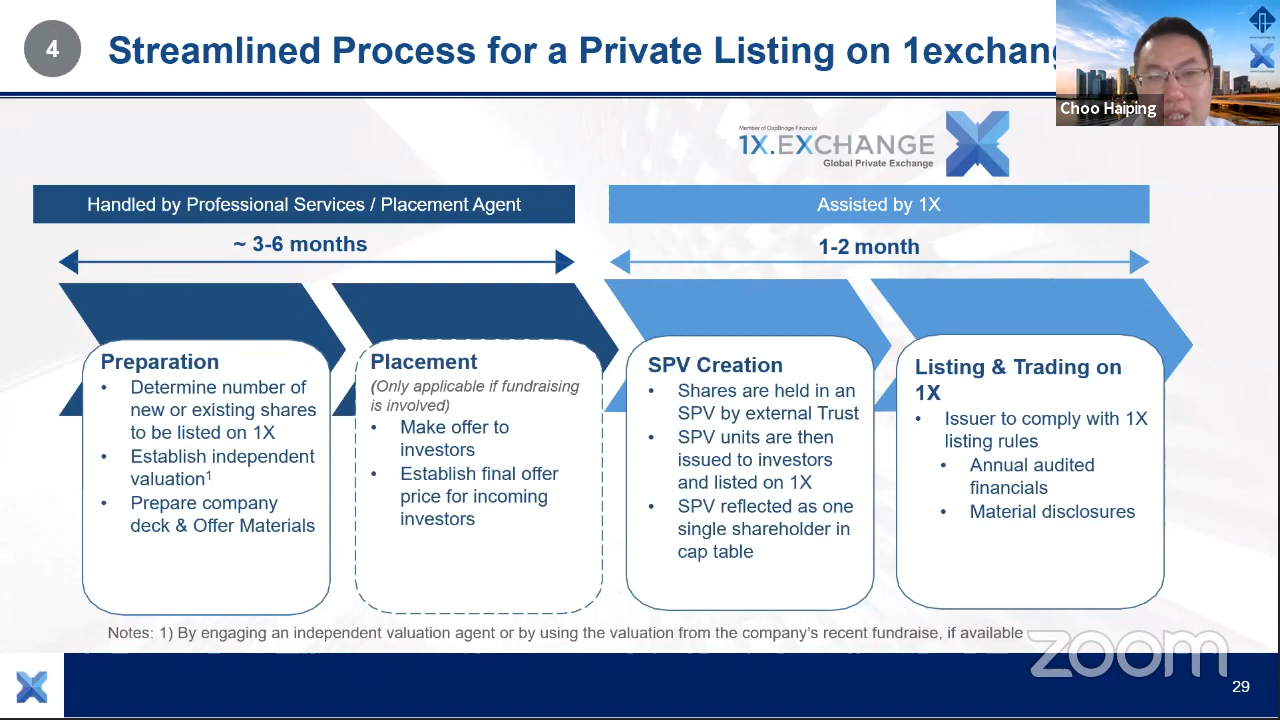 4
Streamlined Process for a Private Listing on 1exchang
Choo Haiping
Member of CapBridge Financial
1X.EXCHANGE
Global Private Exchange
Handled by Professional Services / Placement Agent
Assisted by 1X
~ 3-6 months
1-2 month
Preparation
• Determine number of
new or existing shares
to be listed on 1X
• Establish independent
valuation¹
• Prepare company
deck & Offer Materials
Placement
(Only applicable if fundraising
is involved)
• Make offer to
investors
• Establish final offer
price for incoming
investors
SPV Creation
• Shares are held in an
SPV by external Trust
• SPV units are then
issued to investors
and listed on 1X
• SPV reflected as one
single shareholder in
cap table
Listing & Trading on
1X
• Issuer to comply with 1X
listing rules
• Annual audited
financials
• Material disclosures
Notes: 1) By engaging an independent valuation agent or by using the valuation from the company's recent fundraise, if available
zoom
29